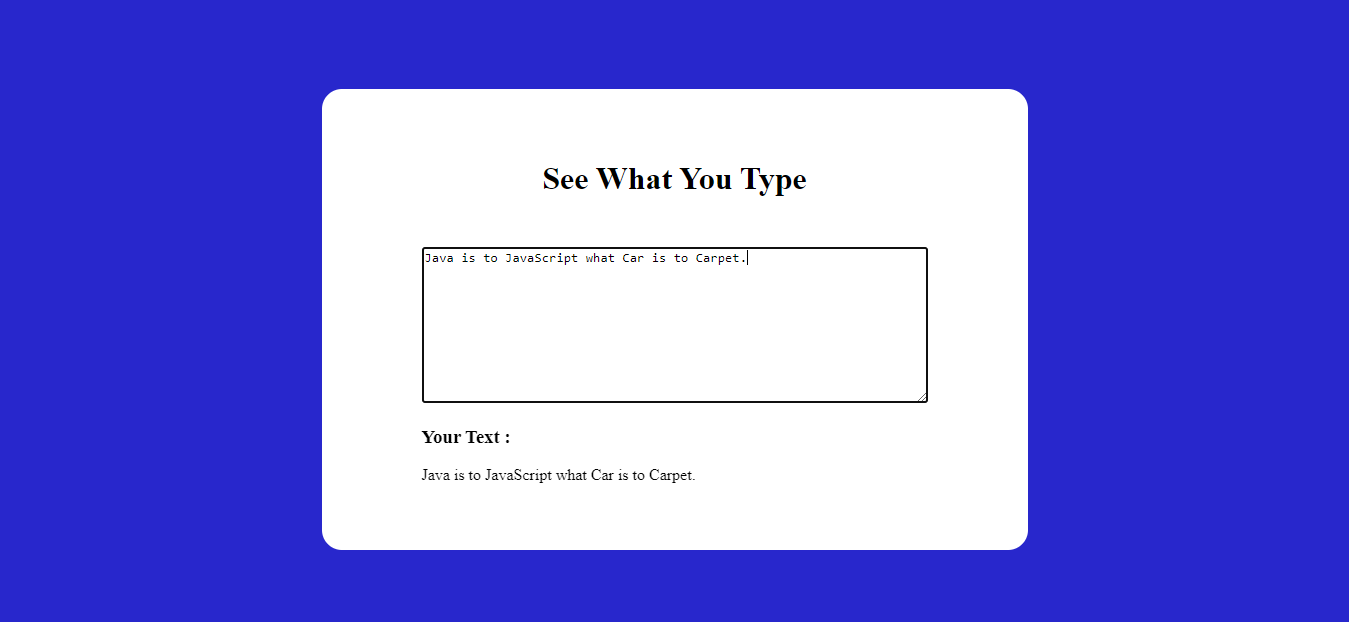 See What You Type
Java is to JavaScript what Car is to Carpet.
Your Text :
Java is to JavaScript what Car is to Carpet.